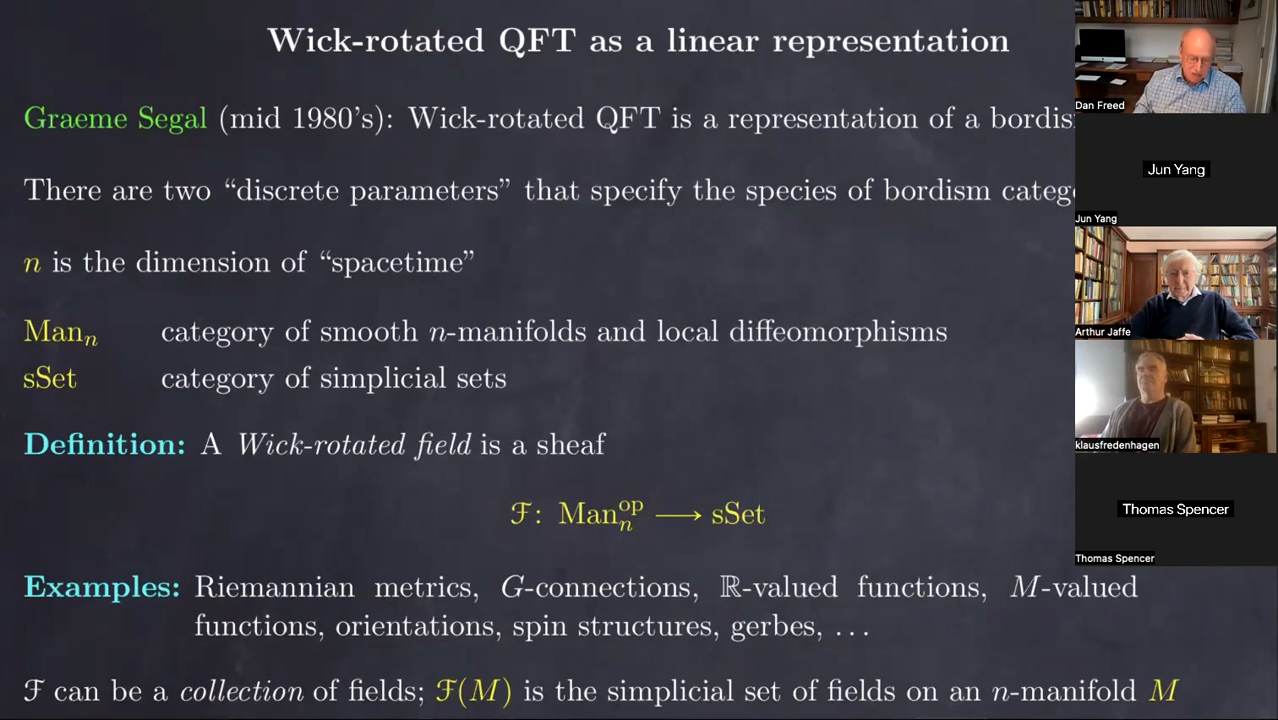 Wick-rotated QFT as a linear representation
Graeme Segal (mid 1980's): Wick-rotated QFT is a representation of a
There are two “discrete parameters” that specify the species of bordism
n is the dimension of “spacetime”
Manₙ category of smooth n-manifolds and local diffeomorphisms
sSet category of simplicial sets
Definition: A Wick-rotated field is a sheaf
ℱ: Manₙᵒᵖ ⟶ sSet
Examples: Riemannian metrics, G-connections, ℝ-valued functions, M-valued
functions, orientations, spin structures, gerbes, ...
ℱ can be a collection of fields; ℱ(M) is the simplicial set of fields on an n-manifold M
Dan Freed
Jun Yang
Jun Yang
Arthur Jaffe
klausfredenhagen
Thomas Spencer
Thomas Spencer